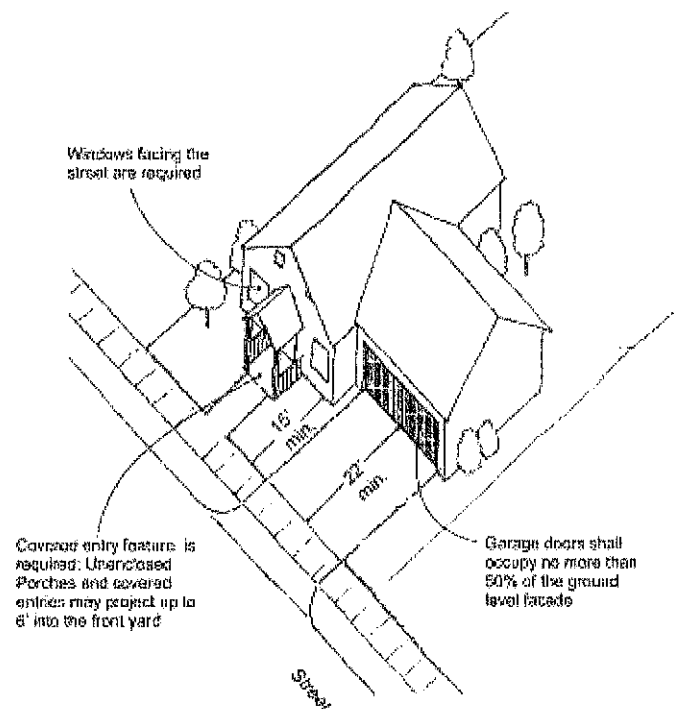 Windows facing the
street are required
15'
min.
22'
min.
Covered entry feature is
required; Unenclosed
Porches and covered
entries may project up to
6' into the front yard
Garage doors shall
occupy no more than
50% of the ground
level facade
Street